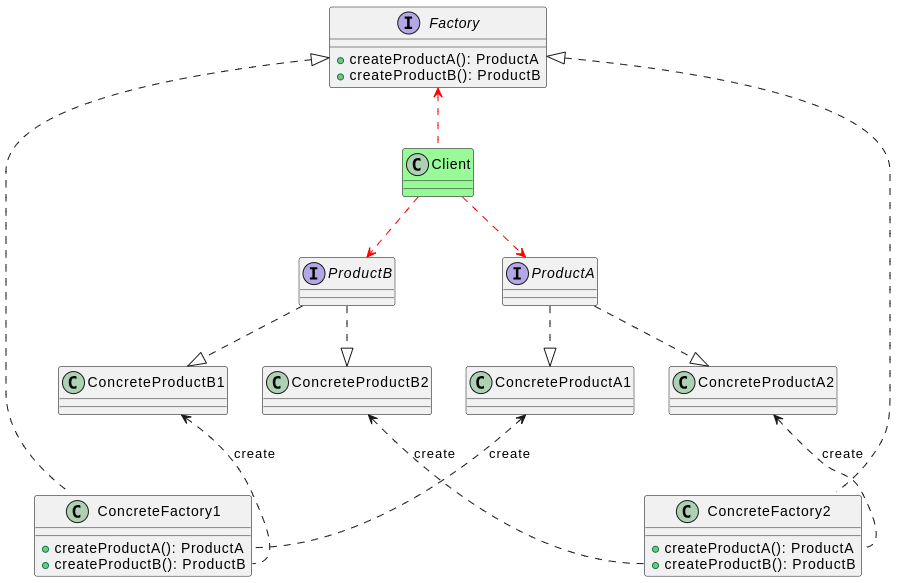 I Factory
createProductA(): ProductA
createProductB(): ProductB
C Client
I ProductB
I ProductA
C ConcreteProductB1
C ConcreteProductB2
C ConcreteProductA1
C ConcreteProductA2
create
create
create
create
C ConcreteFactory1
createProductA(): ProductA
createProductB(): ProductB
C ConcreteFactory2
createProductA(): ProductA
createProductB(): ProductB